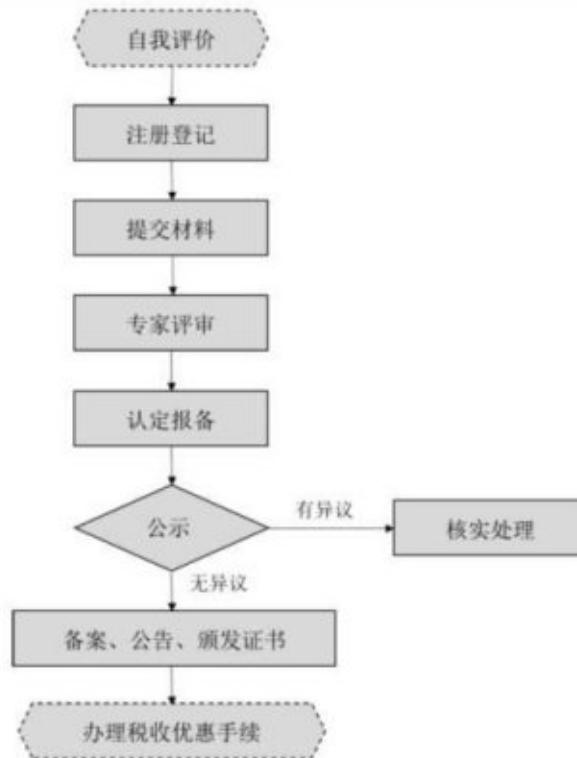 自我评价
注册登记
提交材料
专家评审
认定报备
公示
有异议
核实处理
无异议
备案、公告、颁发证书
办理税收优惠手续